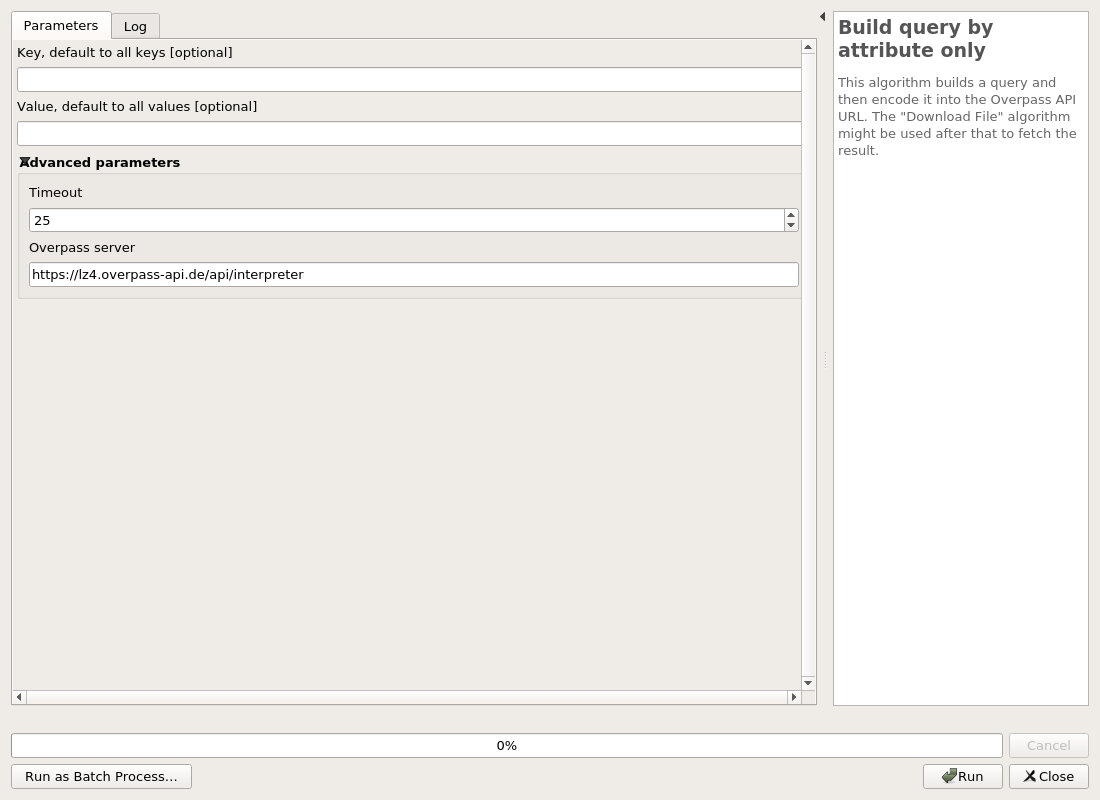 Parameters
Log
Key, default to all keys [optional]
Value, default to all values [optional]
Advanced parameters
Timeout
25
Overpass server
https://lz4.overpass-api.de/api/interpreter
Build query by
attribute only
This algorithm builds a query and
then encode it into the Overpass API
URL. The "Download File" algorithm
might be used after that to fetch the
result.
0%
Cancel
Run as Batch Process…
Run
Close